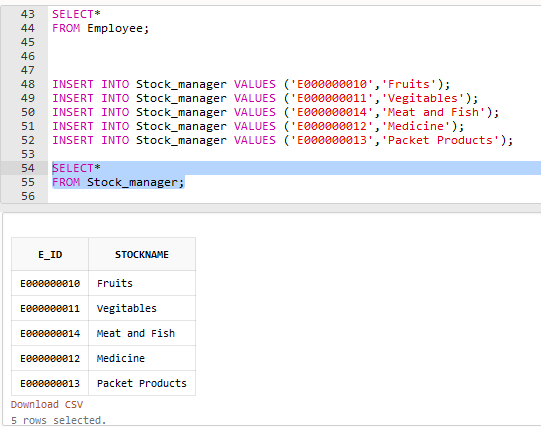 43 SELECT*
44 FROM Employee;
45
46
47
48 INSERT INTO Stock_manager VALUES ('E000000010','Fruits');
49 INSERT INTO Stock_manager VALUES ('E000000011','Vegitables');
50 INSERT INTO Stock_manager VALUES ('E000000014','Meat and Fish');
51 INSERT INTO Stock_manager VALUES ('E000000012','Medicine');
52 INSERT INTO Stock_manager VALUES ('E000000013','Packet Products');
53
54 SELECT*
55 FROM Stock_manager;
56
E_ID STOCKNAME
E000000010 Fruits
E000000011 Vegitables
E000000014 Meat and Fish
E000000012 Medicine
E000000013 Packet Products
Download CSV
5 rows selected.